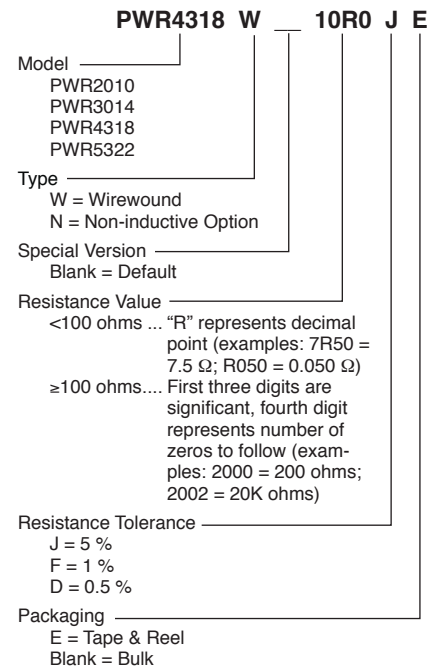 PWR4318 W __ 10R0 J E
Model
PWR2010
PWR3014
PWR4318
PWR5322
Type
W = Wirewound
N = Non-inductive Option
Special Version
Blank = Default
Resistance Value
<100 ohms ... “R” represents decimal
point (examples: 7R50 =
7.5 Ω; R050 = 0.050 Ω)
≥100 ohms.... First three digits are
significant, fourth digit
represents number of
zeros to follow (exam-
ples: 2000 = 200 ohms;
2002 = 20K ohms)
Resistance Tolerance
J = 5 %
F = 1 %
D = 0.5 %
Packaging
E = Tape & Reel
Blank = Bulk